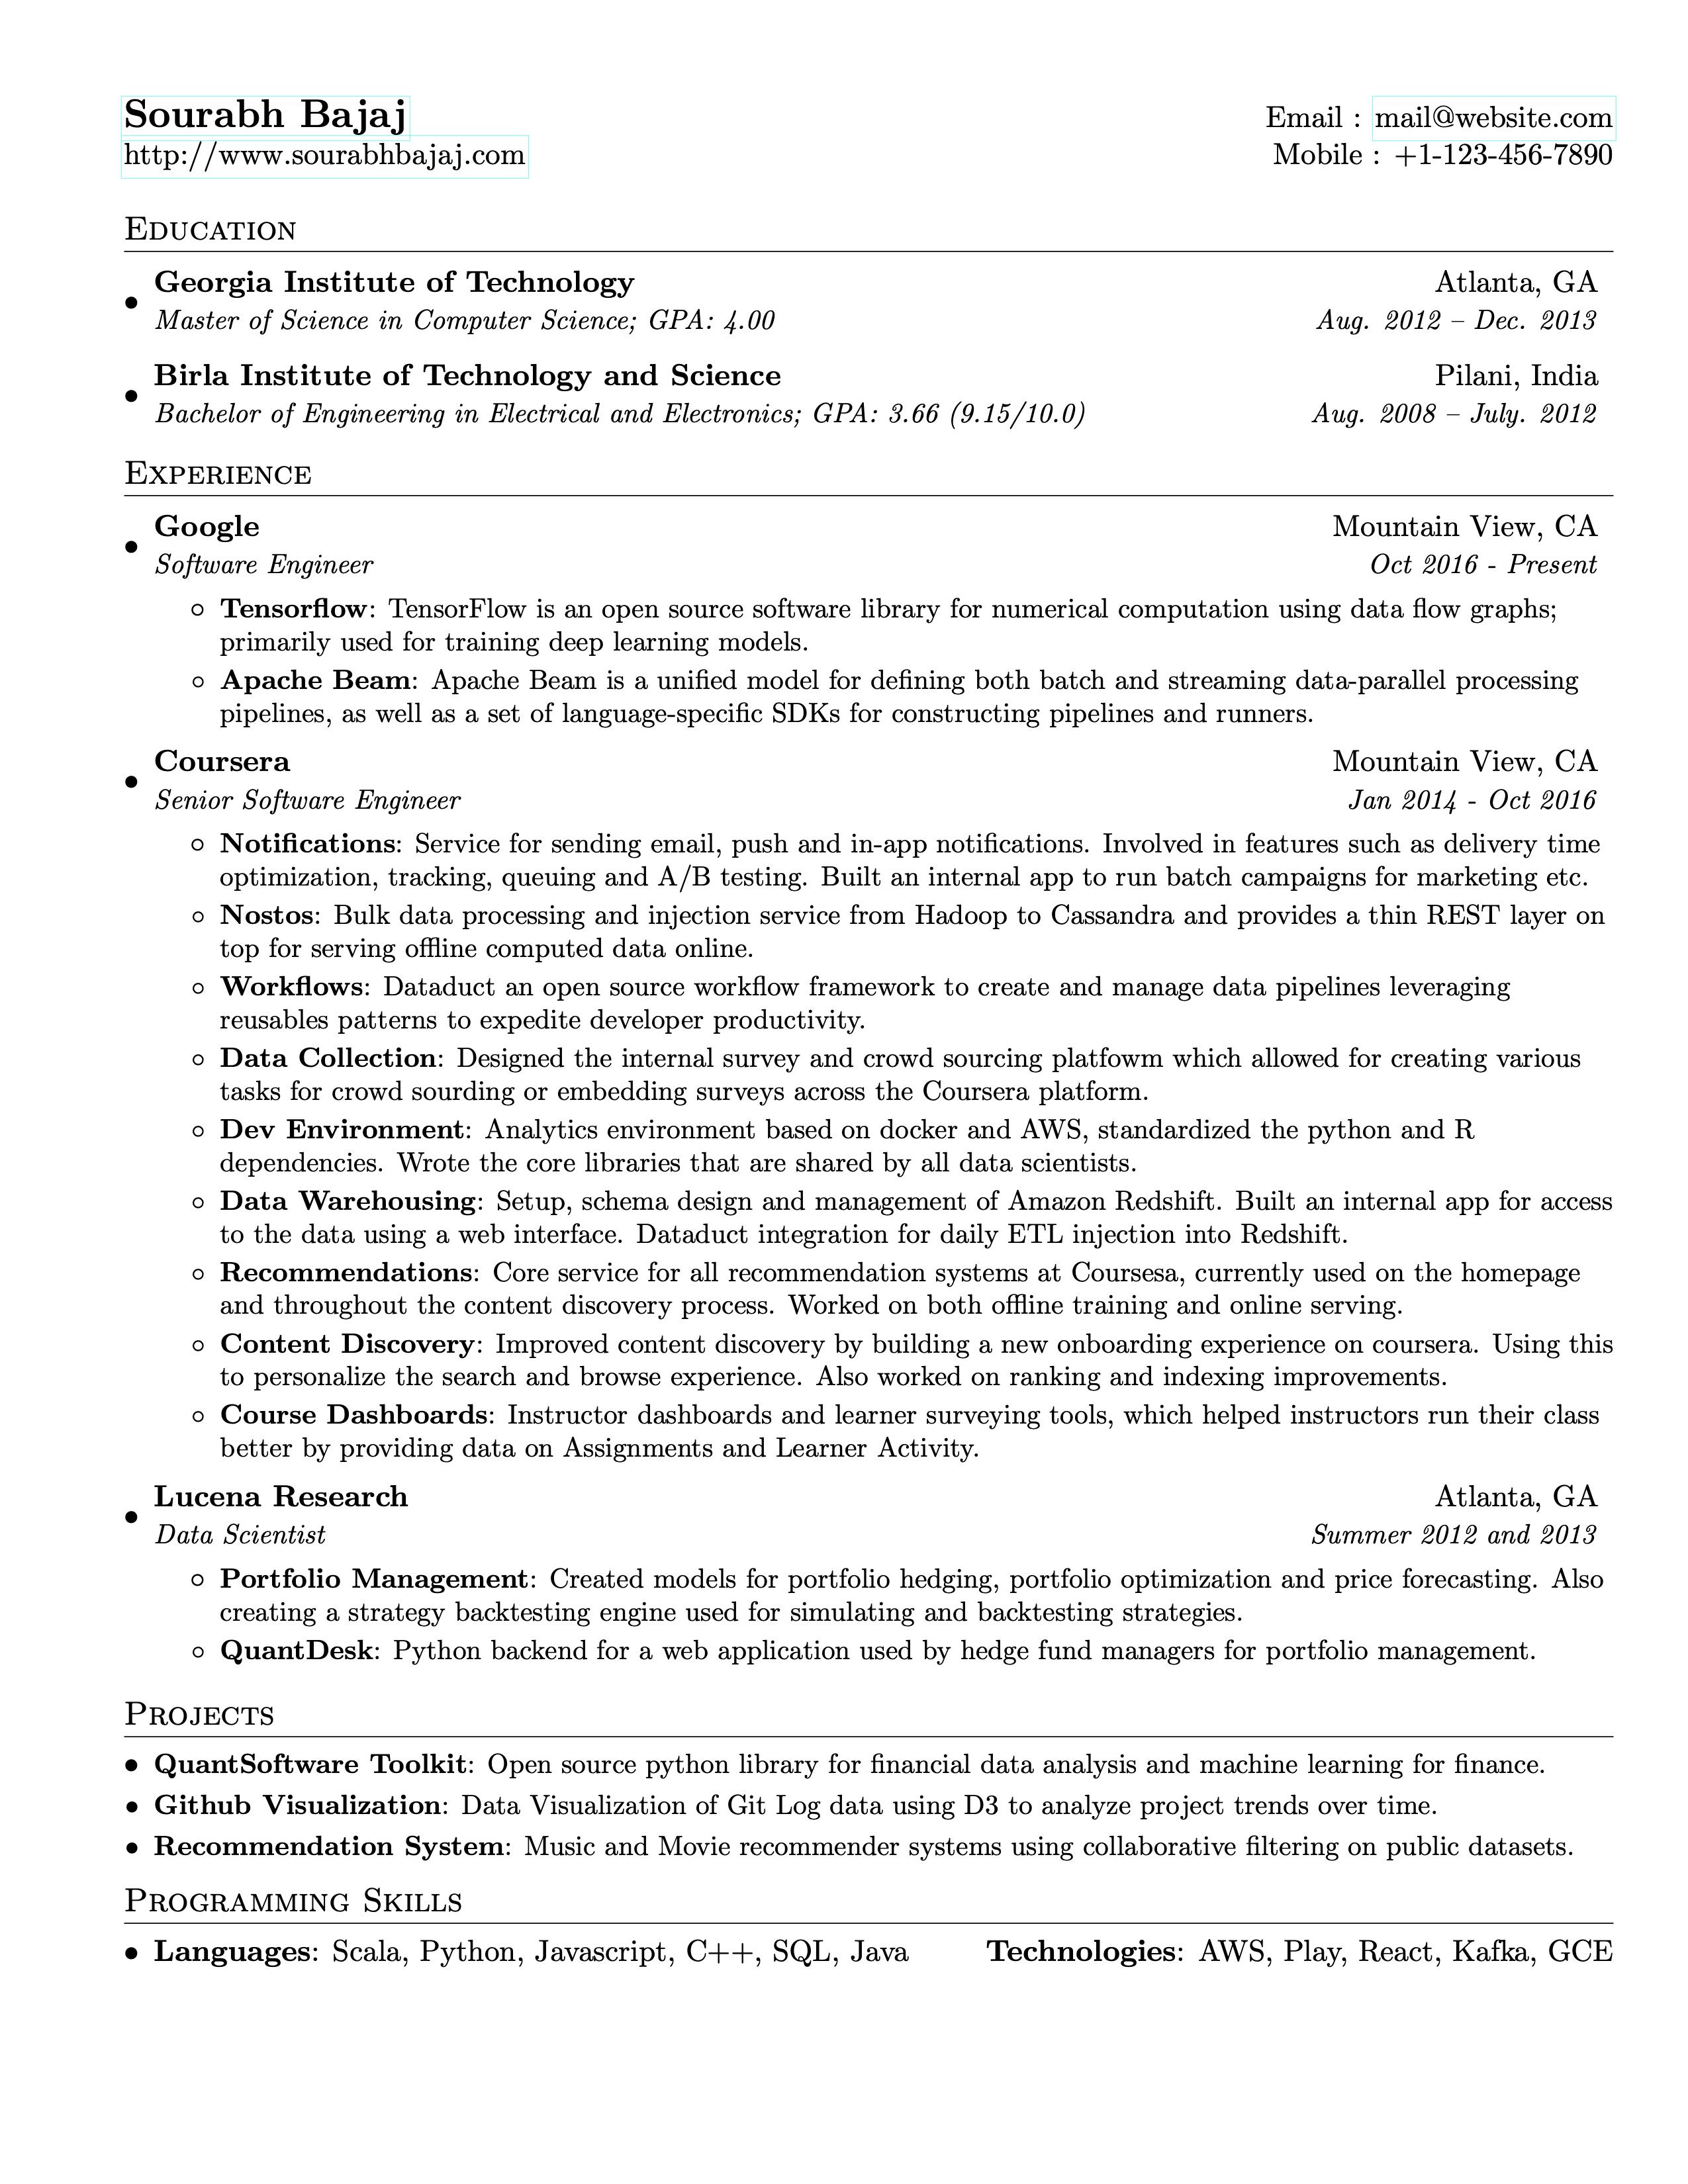 Sourabh Bajaj
Email : mail@website.com
http://www.sourabhbajaj.com
Mobile : +1-123-456-7890
Education
• Georgia Institute of Technology
Atlanta, GA
Master of Science in Computer Science; GPA: 4.00
Aug. 2012 – Dec. 2013
• Birla Institute of Technology and Science
Pilani, India
Bachelor of Engineering in Electrical and Electronics; GPA: 3.66 (9.15/10.0)
Aug. 2008 – July. 2012
Experience
• Google
Mountain View, CA
Software Engineer
Oct 2016 - Present
◦ Tensorflow: TensorFlow is an open source software library for numerical computation using data flow graphs;
primarily used for training deep learning models.
◦ Apache Beam: Apache Beam is a unified model for defining both batch and streaming data-parallel processing
pipelines, as well as a set of language-specific SDKs for constructing pipelines and runners.
• Coursera
Mountain View, CA
Senior Software Engineer
Jan 2014 - Oct 2016
◦ Notifications: Service for sending email, push and in-app notifications. Involved in features such as delivery time
optimization, tracking, queuing and A/B testing. Built an internal app to run batch campaigns for marketing etc.
◦ Nostos: Bulk data processing and injection service from Hadoop to Cassandra and provides a thin REST layer on
top for serving offline computed data online.
◦ Workflows: Dataduct an open source workflow framework to create and manage data pipelines leveraging
reusables patterns to expedite developer productivity.
◦ Data Collection: Designed the internal survey and crowd sourcing platfowm which allowed for creating various
tasks for crowd sourding or embedding surveys across the Coursera platform.
◦ Dev Environment: Analytics environment based on docker and AWS, standardized the python and R
dependencies. Wrote the core libraries that are shared by all data scientists.
◦ Data Warehousing: Setup, schema design and management of Amazon Redshift. Built an internal app for access
to the data using a web interface. Dataduct integration for daily ETL injection into Redshift.
◦ Recommendations: Core service for all recommendation systems at Coursesa, currently used on the homepage
and throughout the content discovery process. Worked on both offline training and online serving.
◦ Content Discovery: Improved content discovery by building a new onboarding experience on coursera. Using this
to personalize the search and browse experience. Also worked on ranking and indexing improvements.
◦ Course Dashboards: Instructor dashboards and learner surveying tools, which helped instructors run their class
better by providing data on Assignments and Learner Activity.
• Lucena Research
Atlanta, GA
Data Scientist
Summer 2012 and 2013
◦ Portfolio Management: Created models for portfolio hedging, portfolio optimization and price forecasting. Also
creating a strategy backtesting engine used for simulating and backtesting strategies.
◦ QuantDesk: Python backend for a web application used by hedge fund managers for portfolio management.
Projects
• QuantSoftware Toolkit: Open source python library for financial data analysis and machine learning for finance.
• Github Visualization: Data Visualization of Git Log data using D3 to analyze project trends over time.
• Recommendation System: Music and Movie recommender systems using collaborative filtering on public datasets.
Programming Skills
• Languages: Scala, Python, Javascript, C++, SQL, Java
Technologies: AWS, Play, React, Kafka, GCE